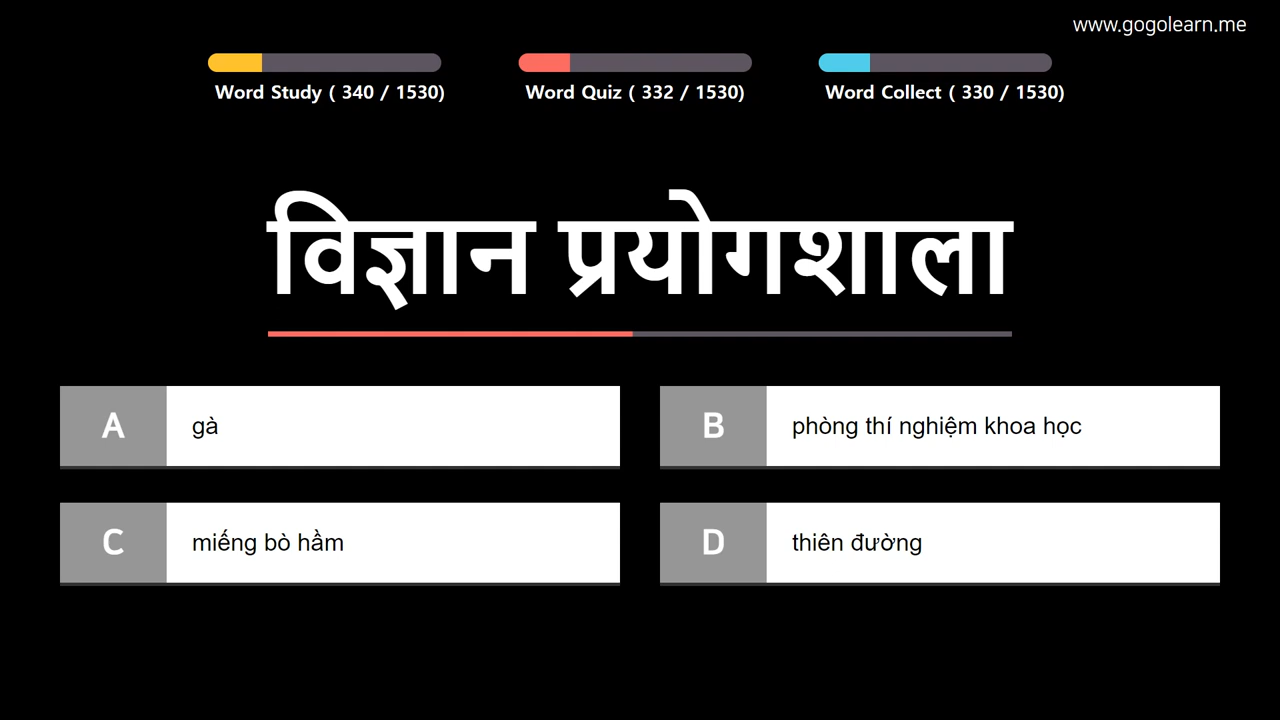 www.gogolearn.me
Word Study ( 340 / 1530)
Word Quiz ( 332 / 1530)
Word Collect ( 330 / 1530)
विज्ञान प्रयोगशाला
A
gà
B
phòng thí nghiệm khoa học
C
miếng bò hầm
D
thiên đường